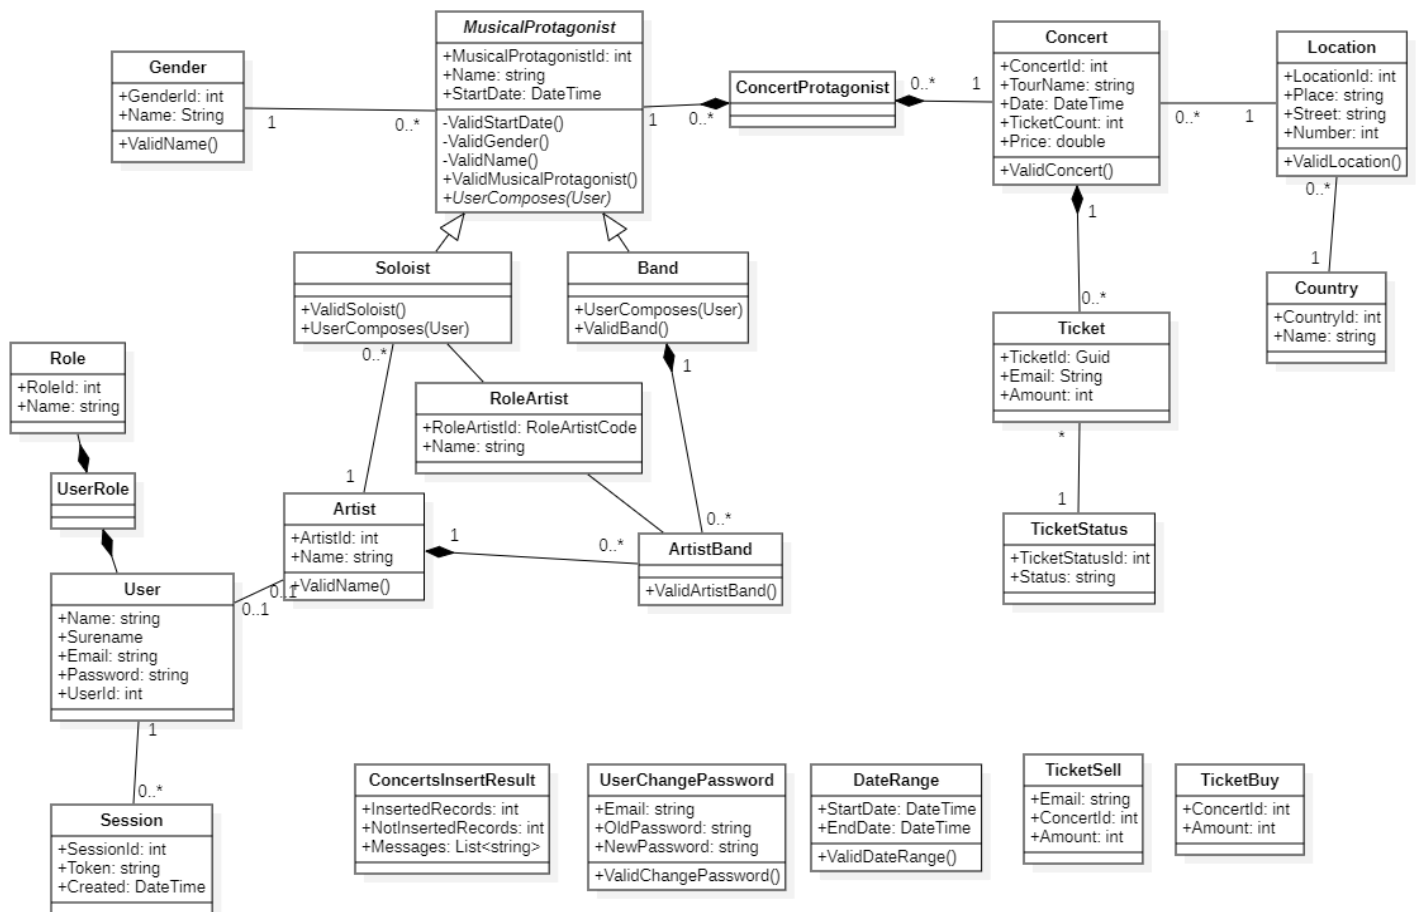 Gender
+GenderId: int
+Name: String
+ValidName()
1
0..*
MusicalProtagonist
+MusicalProtagonistId: int
+Name: string
+StartDate: DateTime
-ValidStartDate()
-ValidGender()
-ValidName()
+ValidMusicalProtagonist()
+UserComposes(User)
1
0..*
ConcertProtagonist
0..*
1
Concert
+ConcertId: int
+TourName: string
+Date: DateTime
+TicketCount: int
+Price: double
+ValidConcert()
0..*
1
Location
+LocationId: int
+Place: string
+Street: string
+Number: int
+ValidLocation()
0..*
1
Country
+CountryId: int
+Name: string
1
0..*
Soloist
+ValidSoloist()
+UserComposes(User)
0..*
1
Band
+UserComposes(User)
+ValidBand()
1
0..*
Ticket
+TicketId: Guid
+Email: String
+Amount: int
*
1
TicketStatus
+TicketStatusId: int
+Status: string
Role
+RoleId: int
+Name: string
UserRole
RoleArtist
+RoleArtistId: RoleArtistCode
+Name: string
Artist
+ArtistId: int
+Name: string
+ValidName()
1
0..*
ArtistBand
+ValidArtistBand()
0..1
0..1
User
+Name: string
+Surename
+Email: string
+Password: string
+UserId: int
1
0..*
Session
+SessionId: int
+Token: string
+Created: DateTime
ConcertsInsertResult
+InsertedRecords: int
+NotInsertedRecords: int
+Messages: List<string>
UserChangePassword
+Email: string
+OldPassword: string
+NewPassword: string
+ValidChangePassword()
DateRange
+StartDate: DateTime
+EndDate: DateTime
+ValidDateRange()
TicketSell
+Email: string
+ConcertId: int
+Amount: int
TicketBuy
+ConcertId: int
+Amount: int